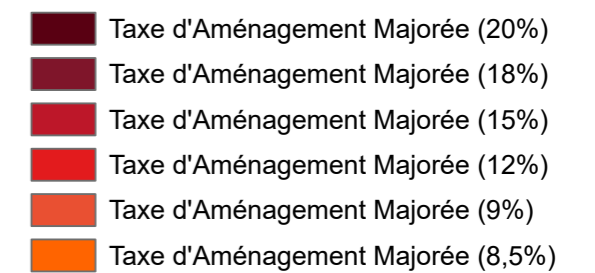 Taxe d'Aménagement Majorée (20%)
Taxe d'Aménagement Majorée (18%)
Taxe d'Aménagement Majorée (15%)
Taxe d'Aménagement Majorée (12%)
Taxe d'Aménagement Majorée (9%)
Taxe d'Aménagement Majorée (8,5%)